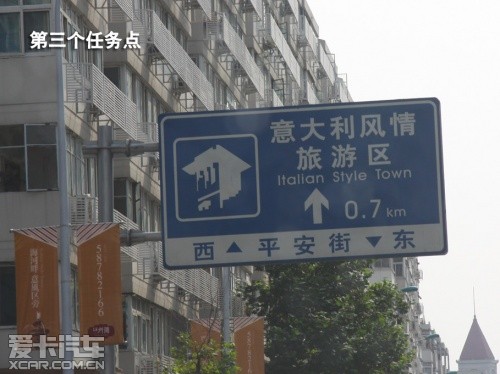 第三个任务点
意大利风情
旅游区
Italian Style Town
0.7 km
西 平安街 东
58782166
爱卡汽车
XCAR.COM.CN